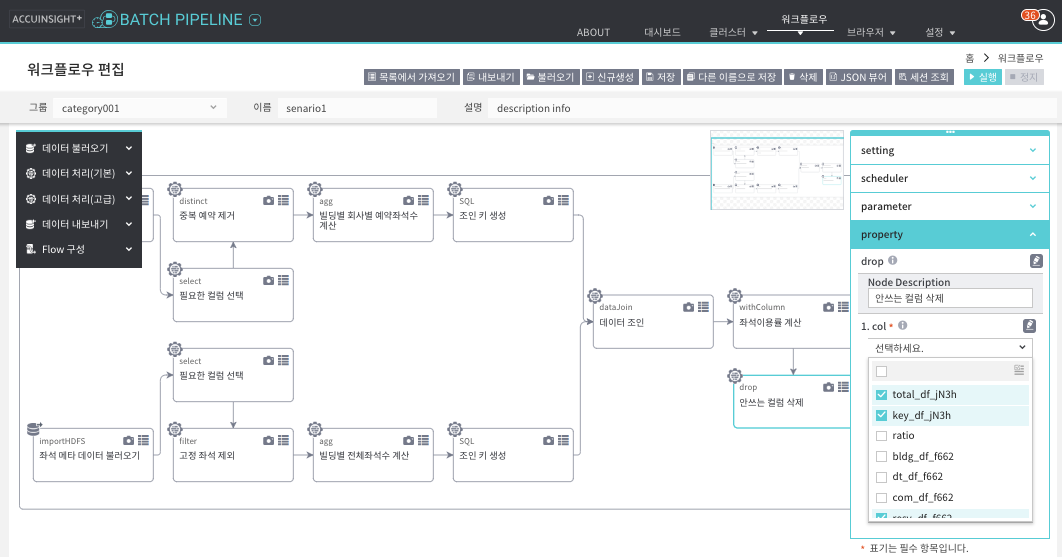 ACCUINSIGHT+
BATCH PIPELINE
36
ABOUT
대시보드
클러스터
워크플로우
브라우저
설정
홈 > 워크플로우
워크플로우 편집
목록에서 가져오기
내보내기
불러오기
신규생성
저장
다른 이름으로 저장
삭제
JSON 뷰어
세션 조회
실행
정지
그룹
category001
이름
senario1
설명
description info
데이터 불러오기
데이터 처리(기본)
데이터 처리(고급)
데이터 내보내기
Flow 구성
distinct
중복 예약 제거
agg
빌딩별 회사별 예약좌석수
계산
SQL
조인 키 생성
select
필요한 컬럼 선택
dataJoin
데이터 조인
withColumn
좌석이용률 계산
select
필요한 컬럼 선택
drop
안쓰는 컬럼 삭제
importHDFS
좌석 메타 데이터 불러오기
filter
고정 좌석 제외
agg
빌딩별 전체좌석수 계산
SQL
조인 키 생성
setting
scheduler
parameter
property
drop
Node Description
안쓰는 컬럼 삭제
1. col *
선택하세요.
total_df_jN3h
key_df_jN3h
ratio
bldg_df_f662
dt_df_f662
com_df_f662
resv_df_f662
* 표기는 필수 항목입니다.